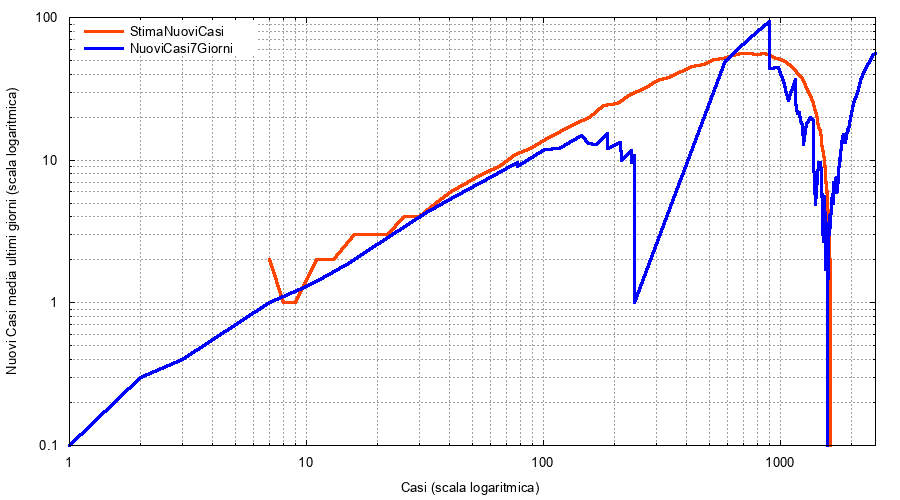 100
10
1
0.1
Nuovi Casi media ultimi giorni (scala logaritmica)
StimaNuoviCasi
NuoviCasi7Giorni
1 10 100 1000
Casi (scala logaritmica)